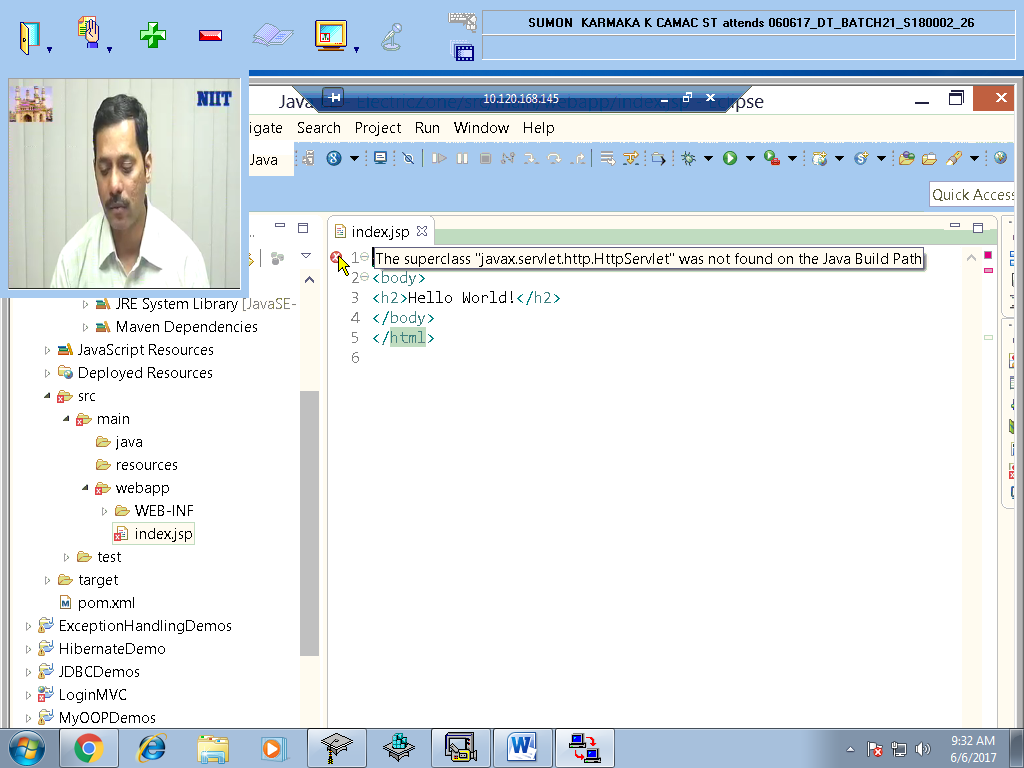 SUMON KARMAKA K CAMAC ST attends 060617_DT_BATCH21_S180002_26
NIIT
10.120.168.145
igate Search Project Run Window Help
Java
Quick Access
index.jsp
The superclass "javax.servlet.http.HttpServlet" was not found on the Java Build Path
1
2 <body>
3 <h2>Hello World!</h2>
4 </body>
5 </html>
6
JRE System Library [JavaSE-
Maven Dependencies
JavaScript Resources
Deployed Resources
src
main
java
resources
webapp
WEB-INF
index.jsp
test
target
pom.xml
ExceptionHandlingDemos
HibernateDemo
JDBCDemos
LoginMVC
MyOOPDemos
9:32 AM
6/6/2017